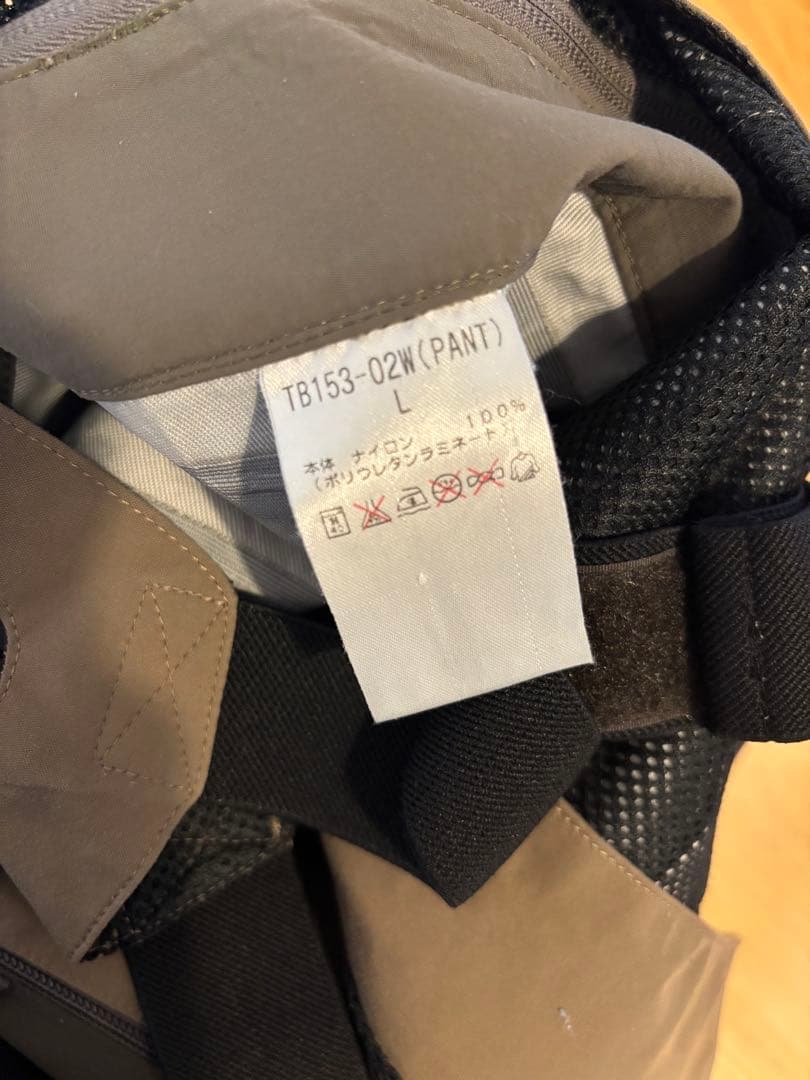 TB153-02W(PANT)
L
本体 ナイロン 100%
(ポリウレタンラミネート)